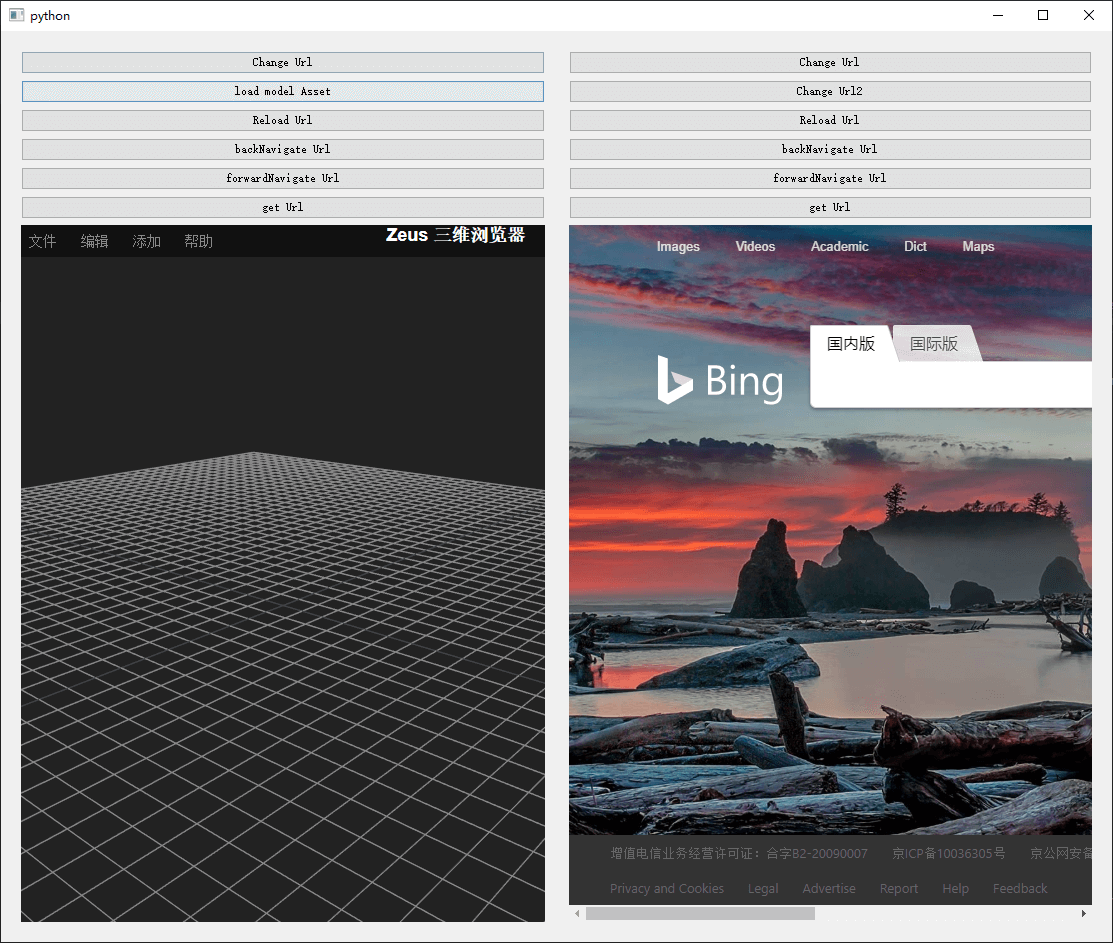 python
Change Url
load model Asset
Reload Url
backNavigate Url
forwardNavigate Url
get Url
文件 编辑 添加 帮助 Zeus 三维浏览器
Change Url
Change Url2
Reload Url
backNavigate Url
forwardNavigate Url
get Url
Images Videos Academic Dict Maps
国内版 国际版
Bing
增值电信业务经营许可证：合字B2-20090007 京ICP备10036305号 京公网安备
Privacy and Cookies Legal Advertise Report Help Feedback